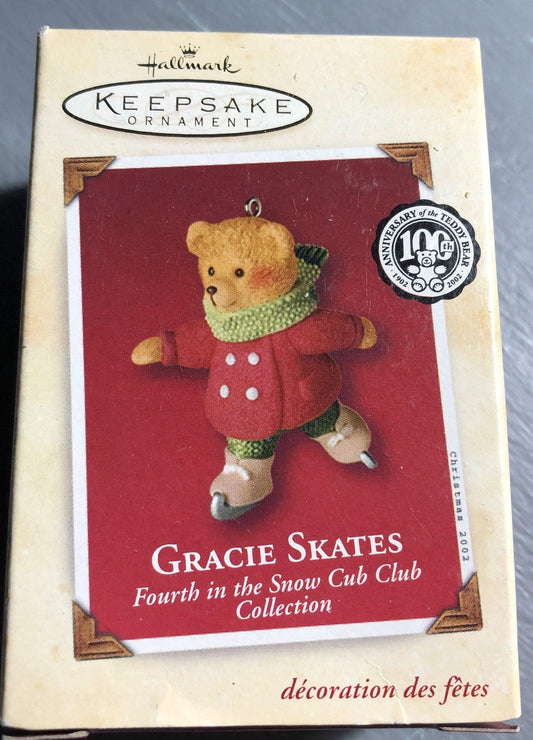 Hallmark
KEEPSAKE
ORNAMENT
ANNIVERSARY of the TEDDY BEAR
100th
1902 2002
Christmas 2002
GRACIE SKATES
Fourth in the Snow Cub Club
Collection
décoration des fêtes